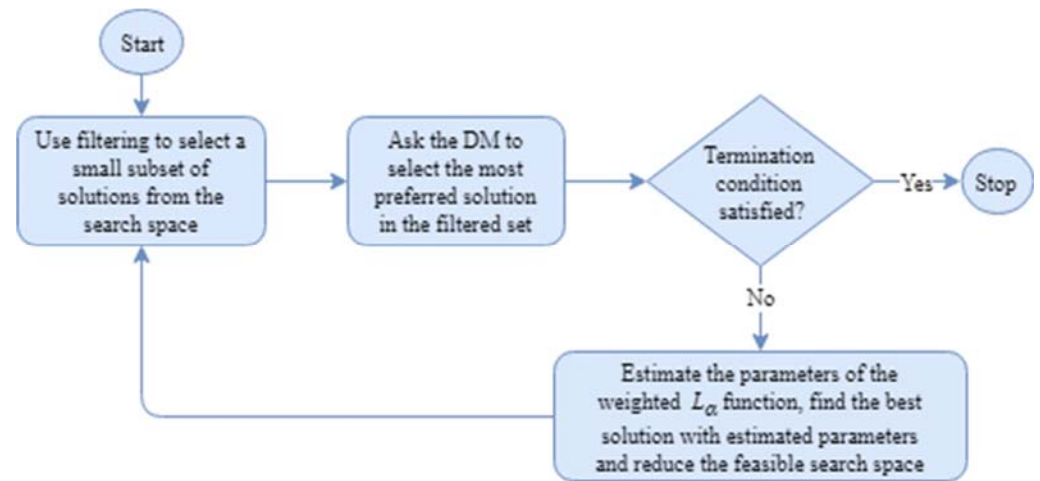 Start
Use filtering to select a
small subset of
solutions from the
search space
Ask the DM to
select the most
preferred solution
in the filtered set
Termination
condition
satisfied?
Yes
Stop
No
Estimate the parameters of the
weighted Lα function, find the best
solution with estimated parameters
and reduce the feasible search space